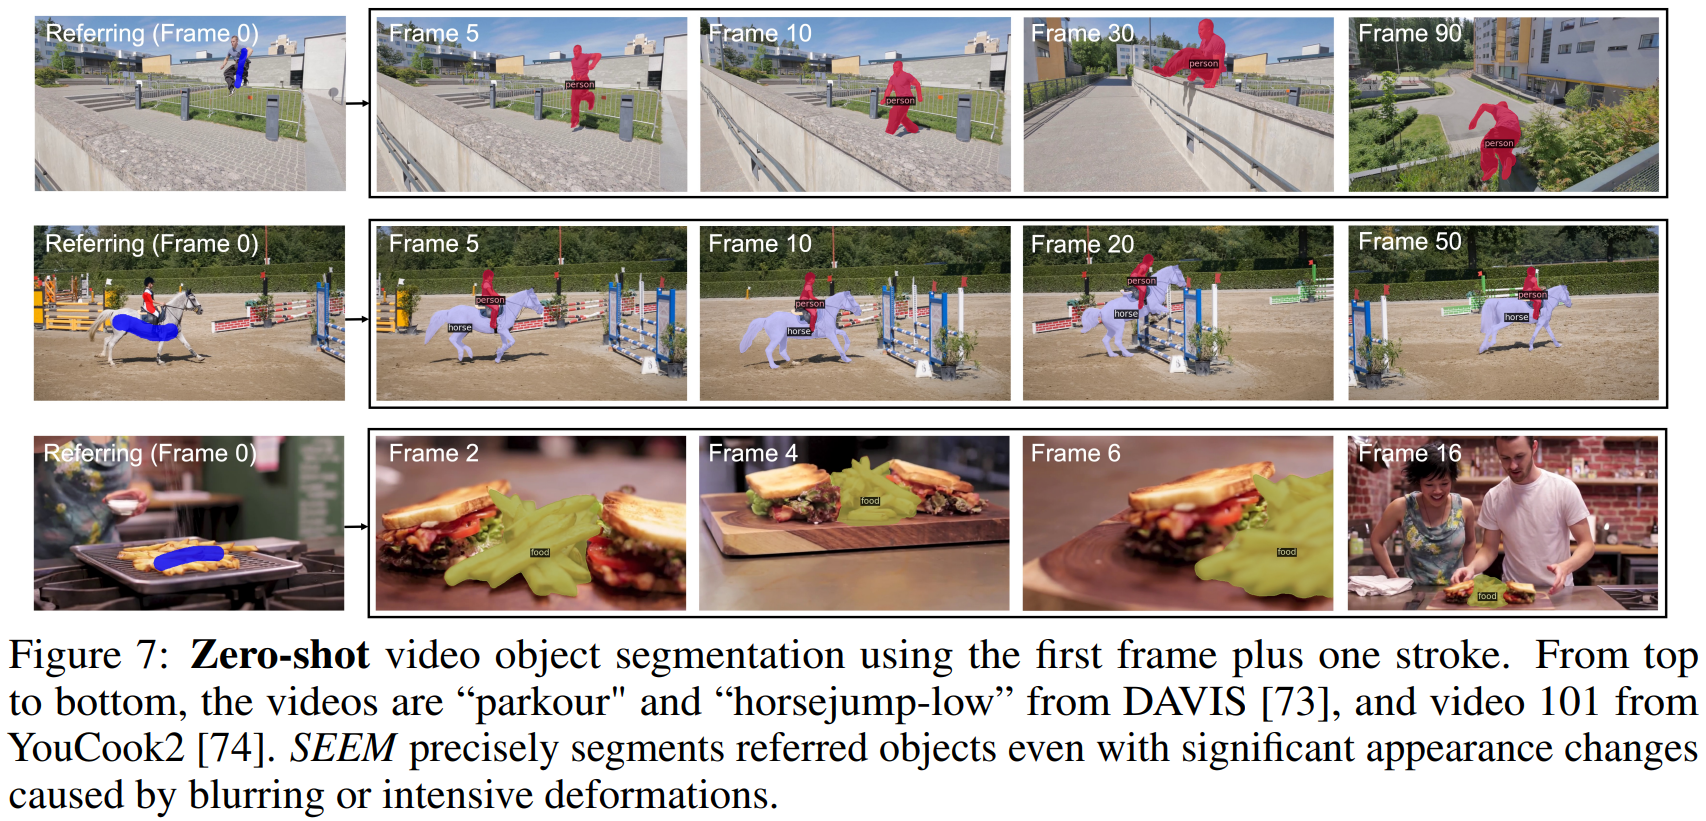 Referring (Frame 0) Frame 5 Frame 10 Frame 30 Frame 90
person person person person
Referring (Frame 0) Frame 5 Frame 10 Frame 20 Frame 50
person person person person
horse horse horse horse
Referring (Frame 0) Frame 2 Frame 4 Frame 6 Frame 16
food food food food
Figure 7: Zero-shot video object segmentation using the first frame plus one stroke. From top
to bottom, the videos are “parkour" and “horsejump-low” from DAVIS [73], and video 101 from
YouCook2 [74]. SEEM precisely segments referred objects even with significant appearance changes
caused by blurring or intensive deformations.